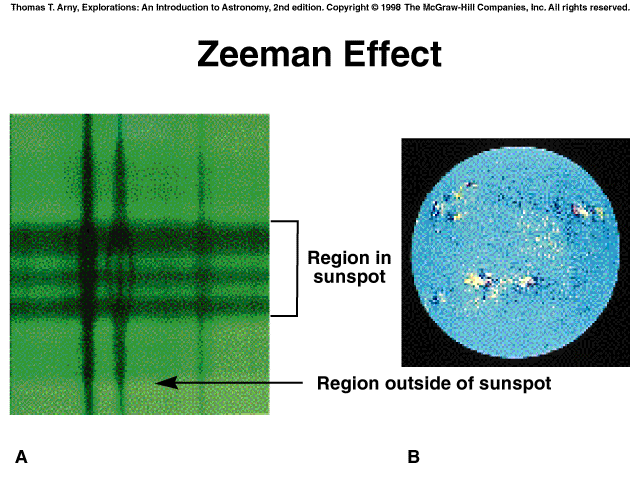 Thomas T. Arny, Explorations: An Introduction to Astronomy, 2nd edition. Copyright © 1998 The McGraw-Hill Companies, Inc. All rights reserved.
Zeeman Effect
Region in
sunspot
Region outside of sunspot
A
B